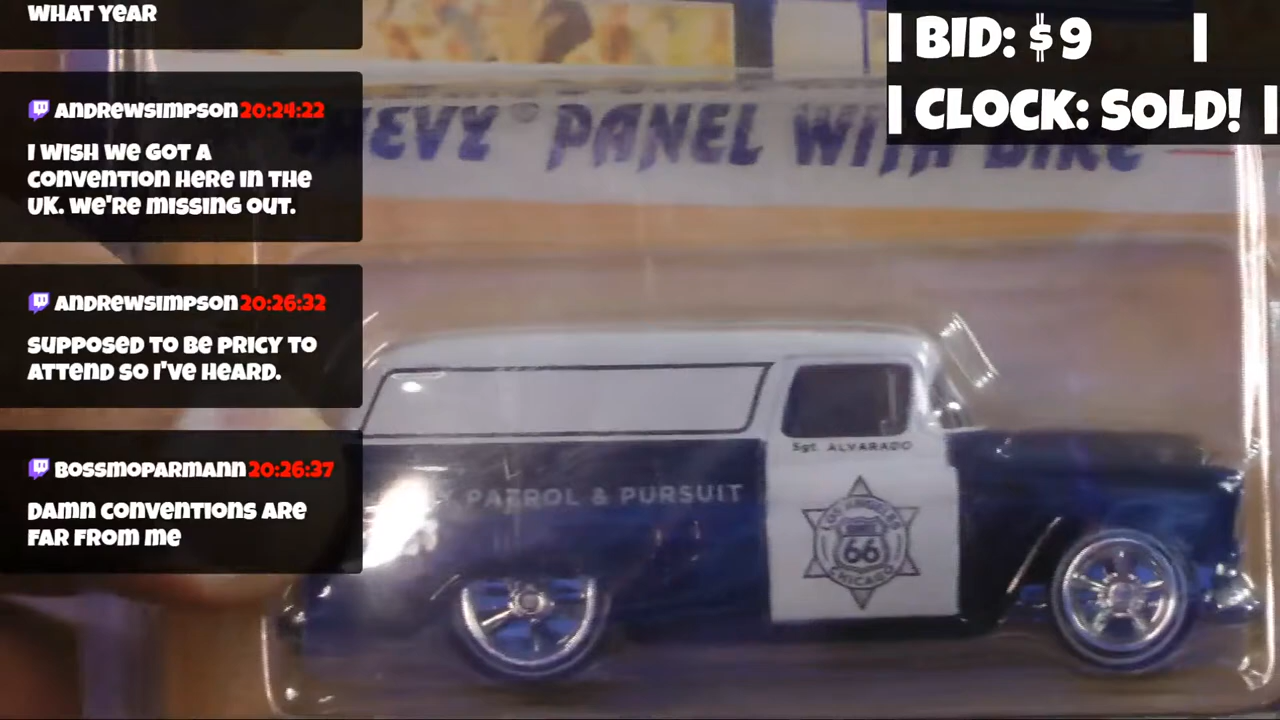 WHAT YEAR
ANDREWSIMPSON 20:24:22
I WISH WE GOT A
CONVENTION HERE IN THE
UK. WE'RE MISSING OUT.
ANDREWSIMPSON 20:26:32
SUPPOSED TO BE PRICY TO
ATTEND SO I'VE HEARD.
BOSSMOPARMANN 20:26:37
DAMN CONVENTIONS ARE
FAR FROM ME
| BID: $9 |
| CLOCK: SOLD! |
PANEL WITH BIKE
Sgt. ALVARADO
PATROL & PURSUIT
LOS ANGELES
66
CHICAGO